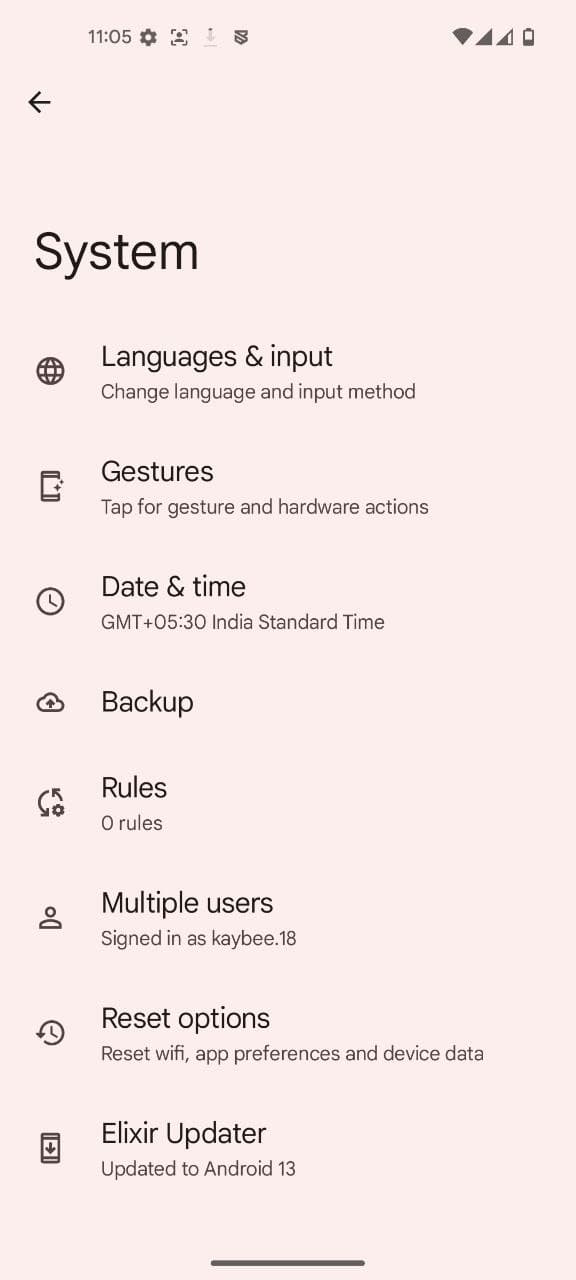 11:05
System
Languages & input
Change language and input method
Gestures
Tap for gesture and hardware actions
Date & time
GMT+05:30 India Standard Time
Backup
Rules
0 rules
Multiple users
Signed in as kaybee.18
Reset options
Reset wifi, app preferences and device data
Elixir Updater
Updated to Android 13